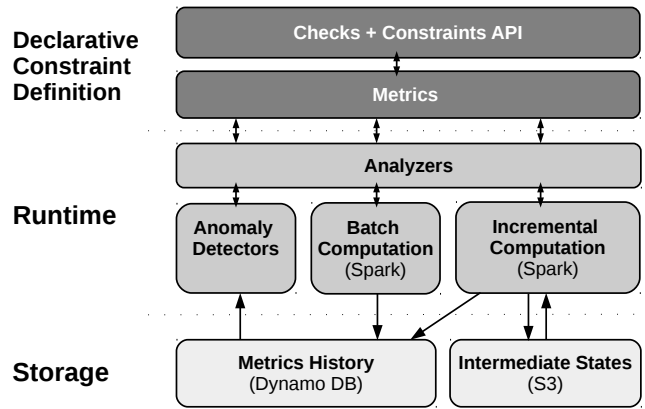 Declarative
Constraint
Definition
Checks + Constraints API
Metrics
Runtime
Analyzers
Anomaly
Detectors
Batch
Computation
(Spark)
Incremental
Computation
(Spark)
Storage
Metrics History
(Dynamo DB)
Intermediate States
(S3)